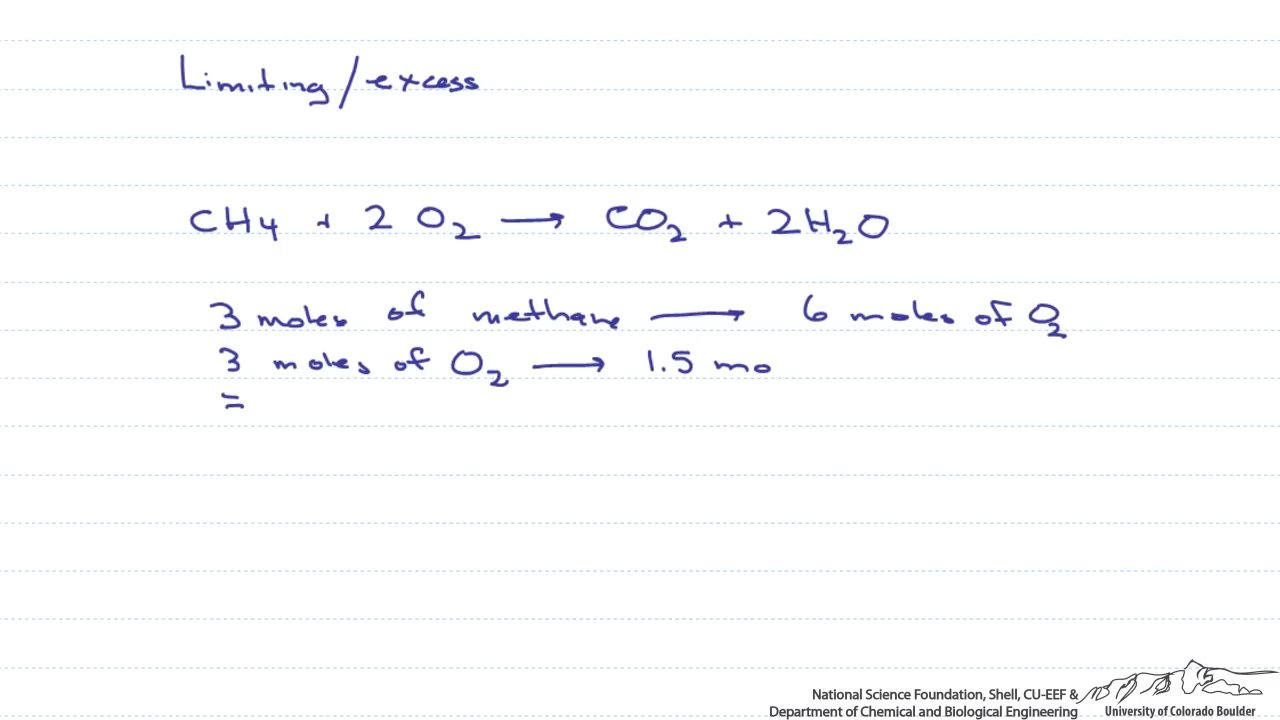 Limiting/excess
CH4 + 2 O2 → CO2 + 2H2O
3 moles of methane → 6 moles of O2
3 moles of O2 → 1.5 mo
=
National Science Foundation, Shell, CU-EEF &
Department of Chemical and Biological Engineering
University of Colorado Boulder